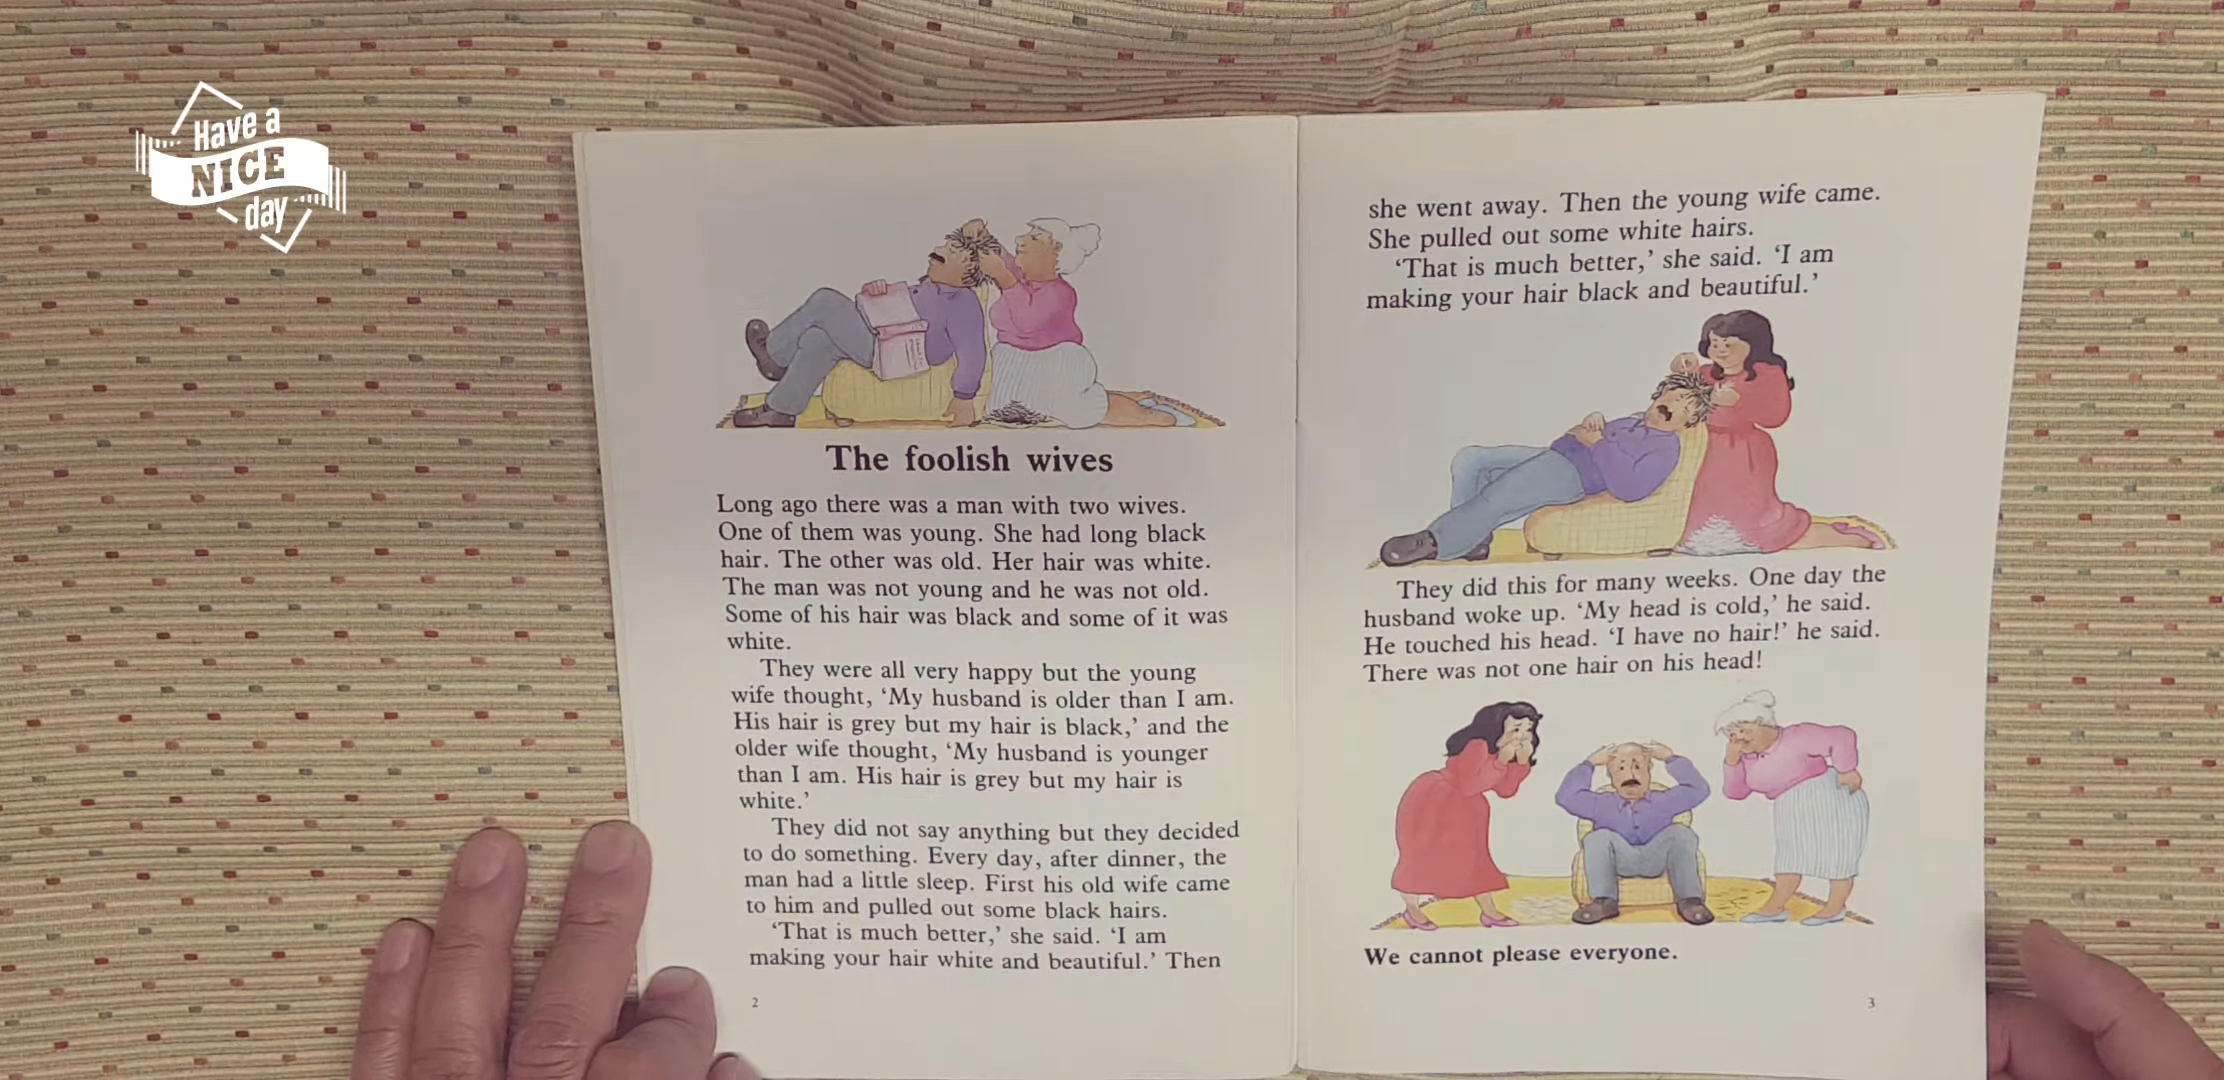 Have a
NICE
day
The foolish wives
Long ago there was a man with two wives.
One of them was young. She had long black
hair. The other was old. Her hair was white.
The man was not young and he was not old.
Some of his hair was black and some of it was
white.
They were all very happy but the young
wife thought, ‘My husband is older than I am.
His hair is grey but my hair is black,’ and the
older wife thought, ‘My husband is younger
than I am. His hair is grey but my hair is
white.’
They did not say anything but they decided
to do something. Every day, after dinner, the
man had a little sleep. First his old wife came
to him and pulled out some black hairs.
‘That is much better,’ she said. ‘I am
making your hair white and beautiful.’ Then
2
she went away. Then the young wife came.
She pulled out some white hairs.
‘That is much better,’ she said. ‘I am
making your hair black and beautiful.’
They did this for many weeks. One day the
husband woke up. ‘My head is cold,’ he said.
He touched his head. ‘I have no hair!’ he said.
There was not one hair on his head!
We cannot please everyone.
3